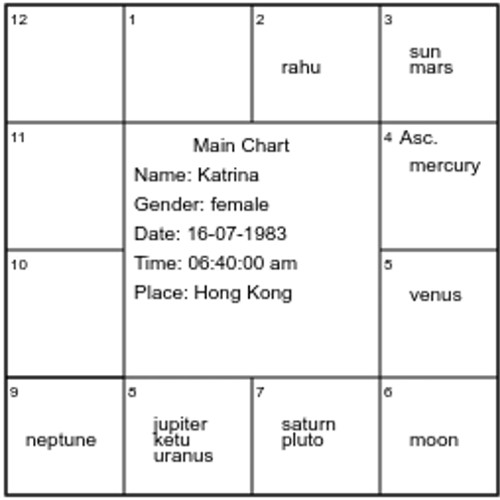 12
1
2
rahu
3
sun
mars
11
Main Chart
Name: Katrina
Gender: female
Date: 16-07-1983
Time: 06:40:00 am
Place: Hong Kong
4 Asc.
mercury
10
5
venus
9
neptune
8
jupiter
ketu
uranus
7
saturn
pluto
6
moon